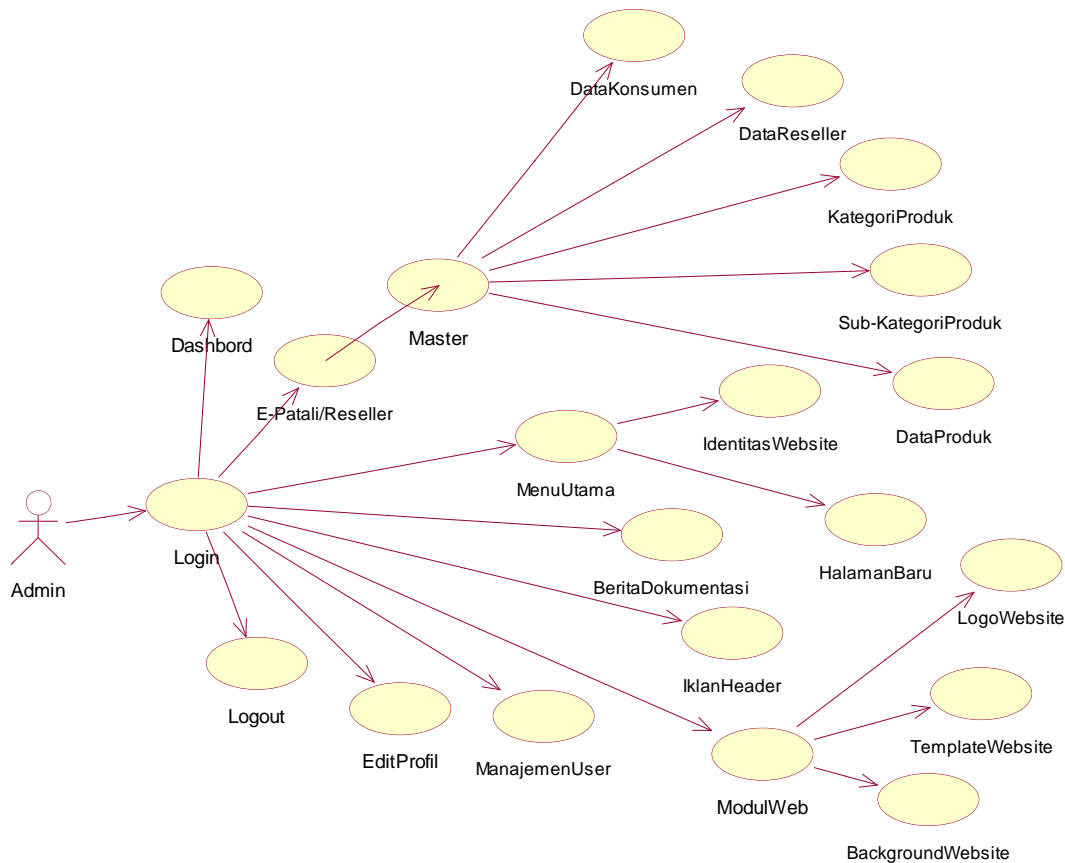 DataKonsumen
DataReseller
KategoriProduk
Sub-KategoriProduk
Master
Dashbord
E-Patali/Reseller
DataProduk
IdentitasWebsite
MenuUtama
Login
HalamanBaru
BeritaDokumentasi
Admin
LogoWebsite
IklanHeader
Logout
EditProfil
ManajemenUser
TemplateWebsite
ModulWeb
BackgroundWebsite